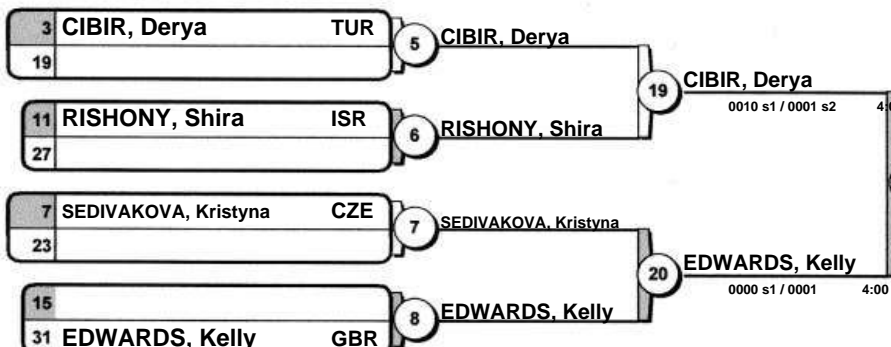 3 CIBIR, Derya TUR
19
5 CIBIR, Derya
11 RISHONY, Shira ISR
27
6 RISHONY, Shira
19 CIBIR, Derya
0010 s1 / 0001 s2
7 SEDIVAKOVA, Kristyna CZE
23
7 SEDIVAKOVA, Kristyna
15
31 EDWARDS, Kelly GBR
8 EDWARDS, Kelly
20 EDWARDS, Kelly
0000 s1 / 0001 4:00